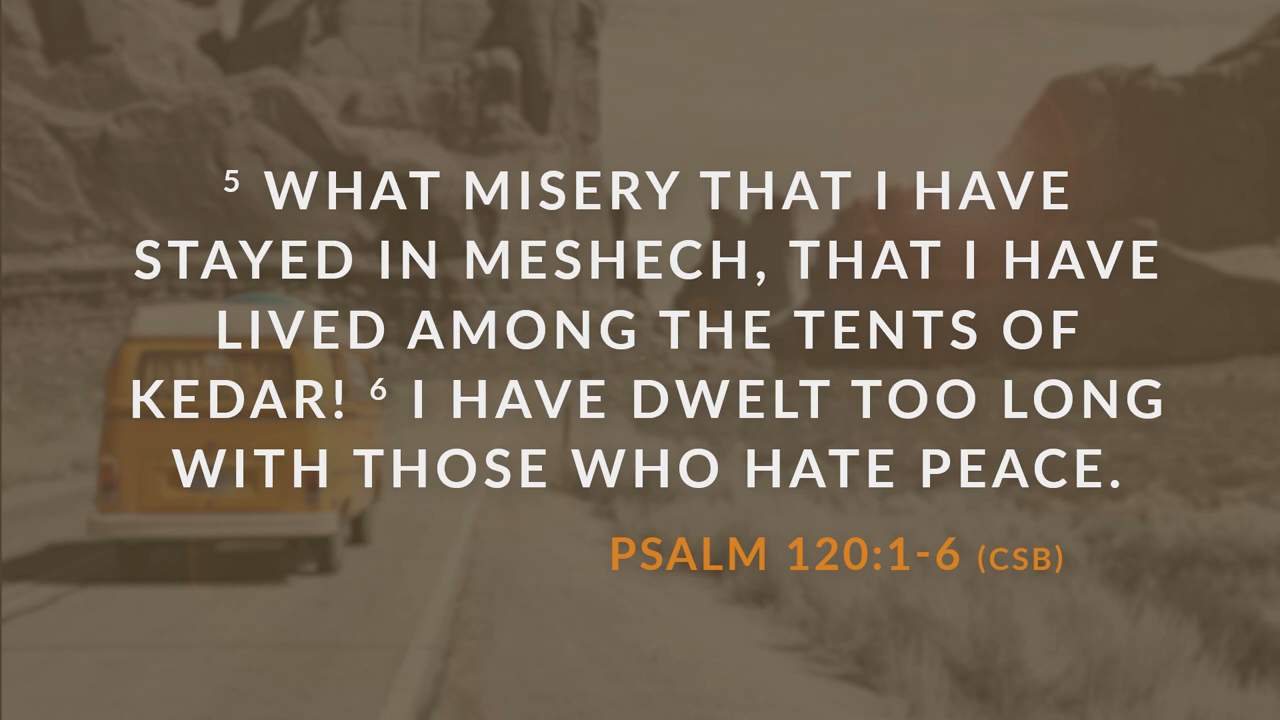 ⁵ WHAT MISERY THAT I HAVE
STAYED IN MESHECH, THAT I HAVE
LIVED AMONG THE TENTS OF
KEDAR! ⁶ I HAVE DWELT TOO LONG
WITH THOSE WHO HATE PEACE.
PSALM 120:1-6 (CSB)